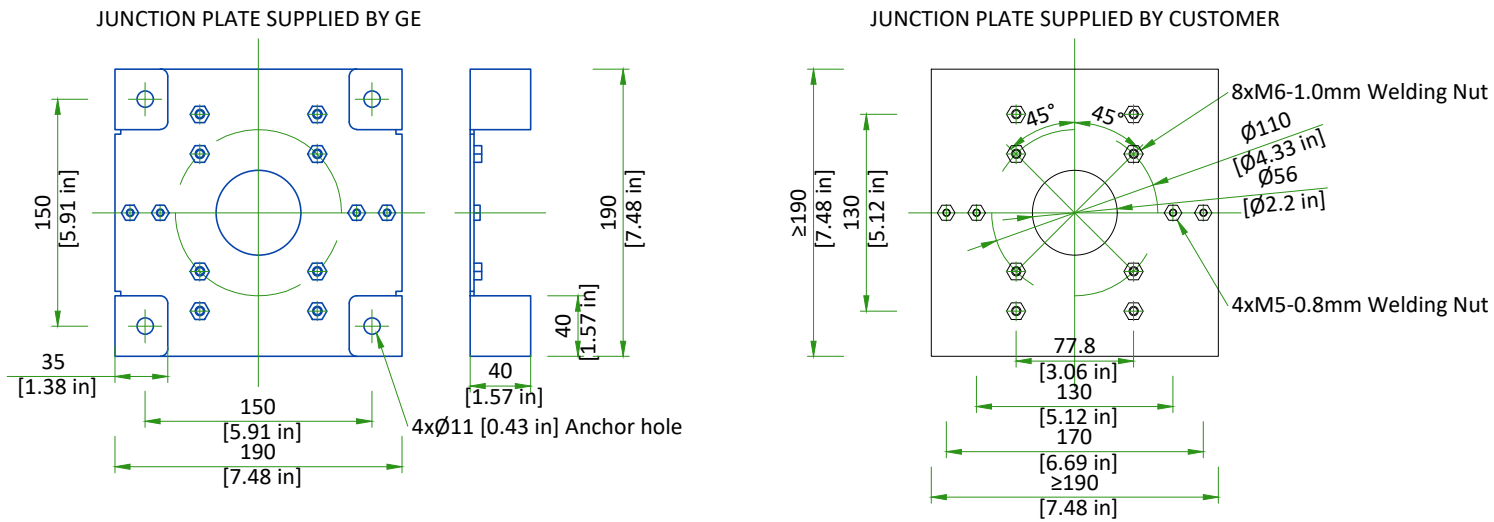 JUNCTION PLATE SUPPLIED BY GE
150
[5.91 in]
35
[1.38 in]
150
[5.91 in]
190
[7.48 in]
4xØ11 [0.43 in] Anchor hole
190
[7.48 in]
40
[1.57 in]
40
[1.57 in]
JUNCTION PLATE SUPPLIED BY CUSTOMER
8xM6-1.0mm Welding Nut
45°
45°
Ø110
[Ø4.33 in]
Ø56
[Ø2.2 in]
≥190
[7.48 in]
130
[5.12 in]
4xM5-0.8mm Welding Nut
77.8
[3.06 in]
130
[5.12 in]
170
[6.69 in]
≥190
[7.48 in]